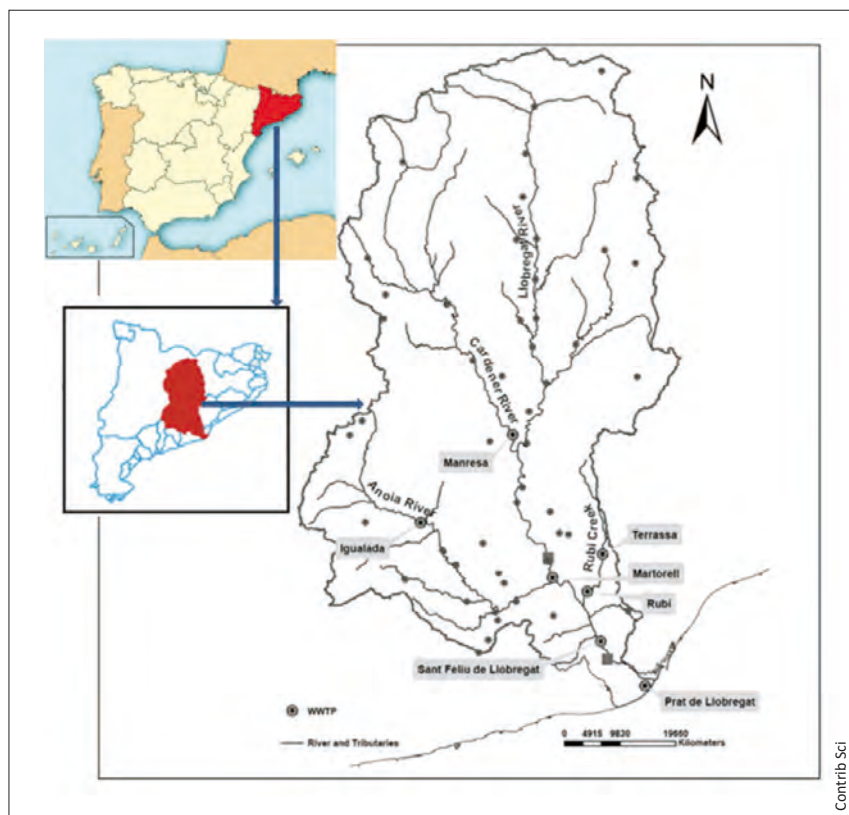 N
Llobregat River
Cardener River
Manresa
Anoia River
Igualada
Rubí Creek
Terrassa
Martorell
Rubí
Sant Feliu de Llobregat
Prat de Llobregat
WWTP
River and Tributaries
0 4915 9830 19660
Kilometers
Contrib Sci